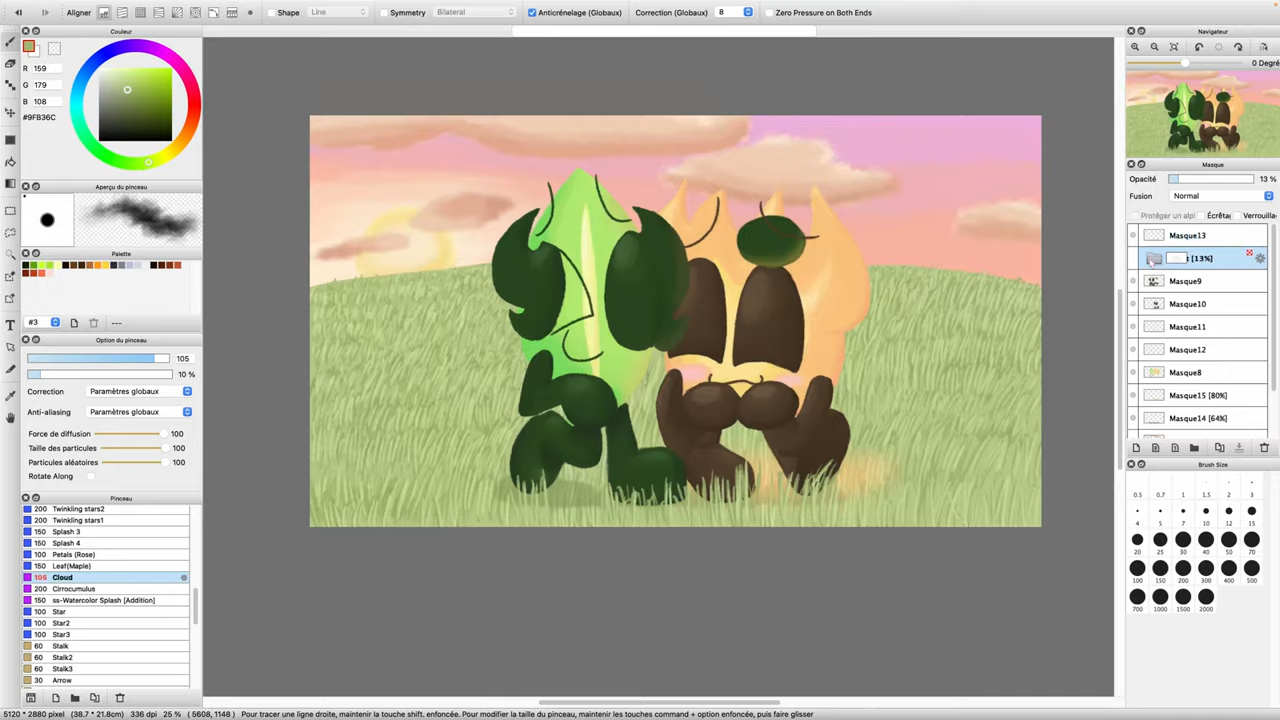 Aligner
Shape
Line
Symmetry
Bilateral
Anticrénelage (Globaux)
Correction (Globaux)
8
Zero Pressure on Both Ends
Couleur
R 159
G 179
B 108
#9FB36C
Aperçu du pinceau
Palette
#3
---
Option du pinceau
105
10 %
Correction Paramètres globaux
Anti-aliasing Paramètres globaux
Force de diffusion 100
Taille des particules 100
Particules aléatoires 100
Rotate Along
Pinceau
200 Twinkling stars2
200 Twinkling stars1
150 Splash 3
150 Splash 4
100 Petals (Rose)
150 Leaf(Maple)
105 Cloud
200 Cirrocumulus
150 ss-Watercolor Splash [Addition]
100 Star
100 Star2
100 Star3
60 Stalk
60 Stalk2
60 Stalk3
30 Arrow
Navigateur
0 Degré
Masque
Opacité 13 %
Fusion Normal
Protéger un alpl Écrêta Verrouilla
Masque13
[13%]
Masque9
Masque10
Masque11
Masque12
Masque8
Masque15 [80%]
Masque14 [64%]
Brush Size
0.5 0.7 1 1.5 2 3
4 5 7 10 12 15
20 25 30 40 50 70
100 150 200 300 400 500
700 1000 1500 2000
5120 * 2880 pixel (38.7 * 21.8cm) 336 dpi 25 % ( 5608, 1148 ) Pour tracer une ligne droite, maintenir la touche shift. enfoncée. Pour modifier la taille du pinceau, maintenir les touches command + option enfoncée, puis faire glisser